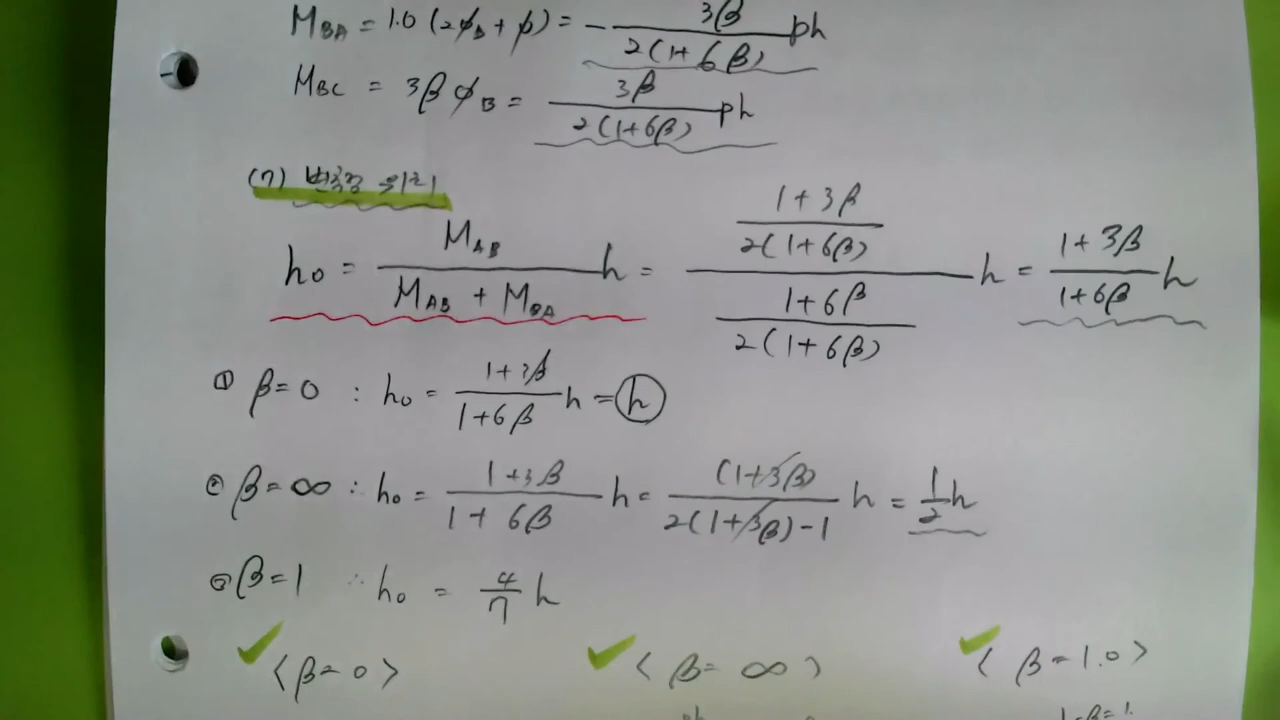 M_BA = 1.0 (2φ_B + ψ) = - 3β / 2(1+6β) ph
M_BC = 3βφ_B = 3β / 2(1+6β) ph
(7) 변곡점 위치
h₀ = M_AB / (M_AB + M_BA) h = ((1+3β) / 2(1+6β)) / ((1+6β) / 2(1+6β)) h = (1+3β) / (1+6β) h
① β=0 : h₀ = (1+3β) / (1+6β) h = h
② β=∞ : h₀ = (1+3β) / (1+6β) h = (1+3β) / (2(1+3β)-1) h = 1/2 h
③ β=1 : h₀ = 4/7 h
<β=0> <β=∞> <β=1.0>